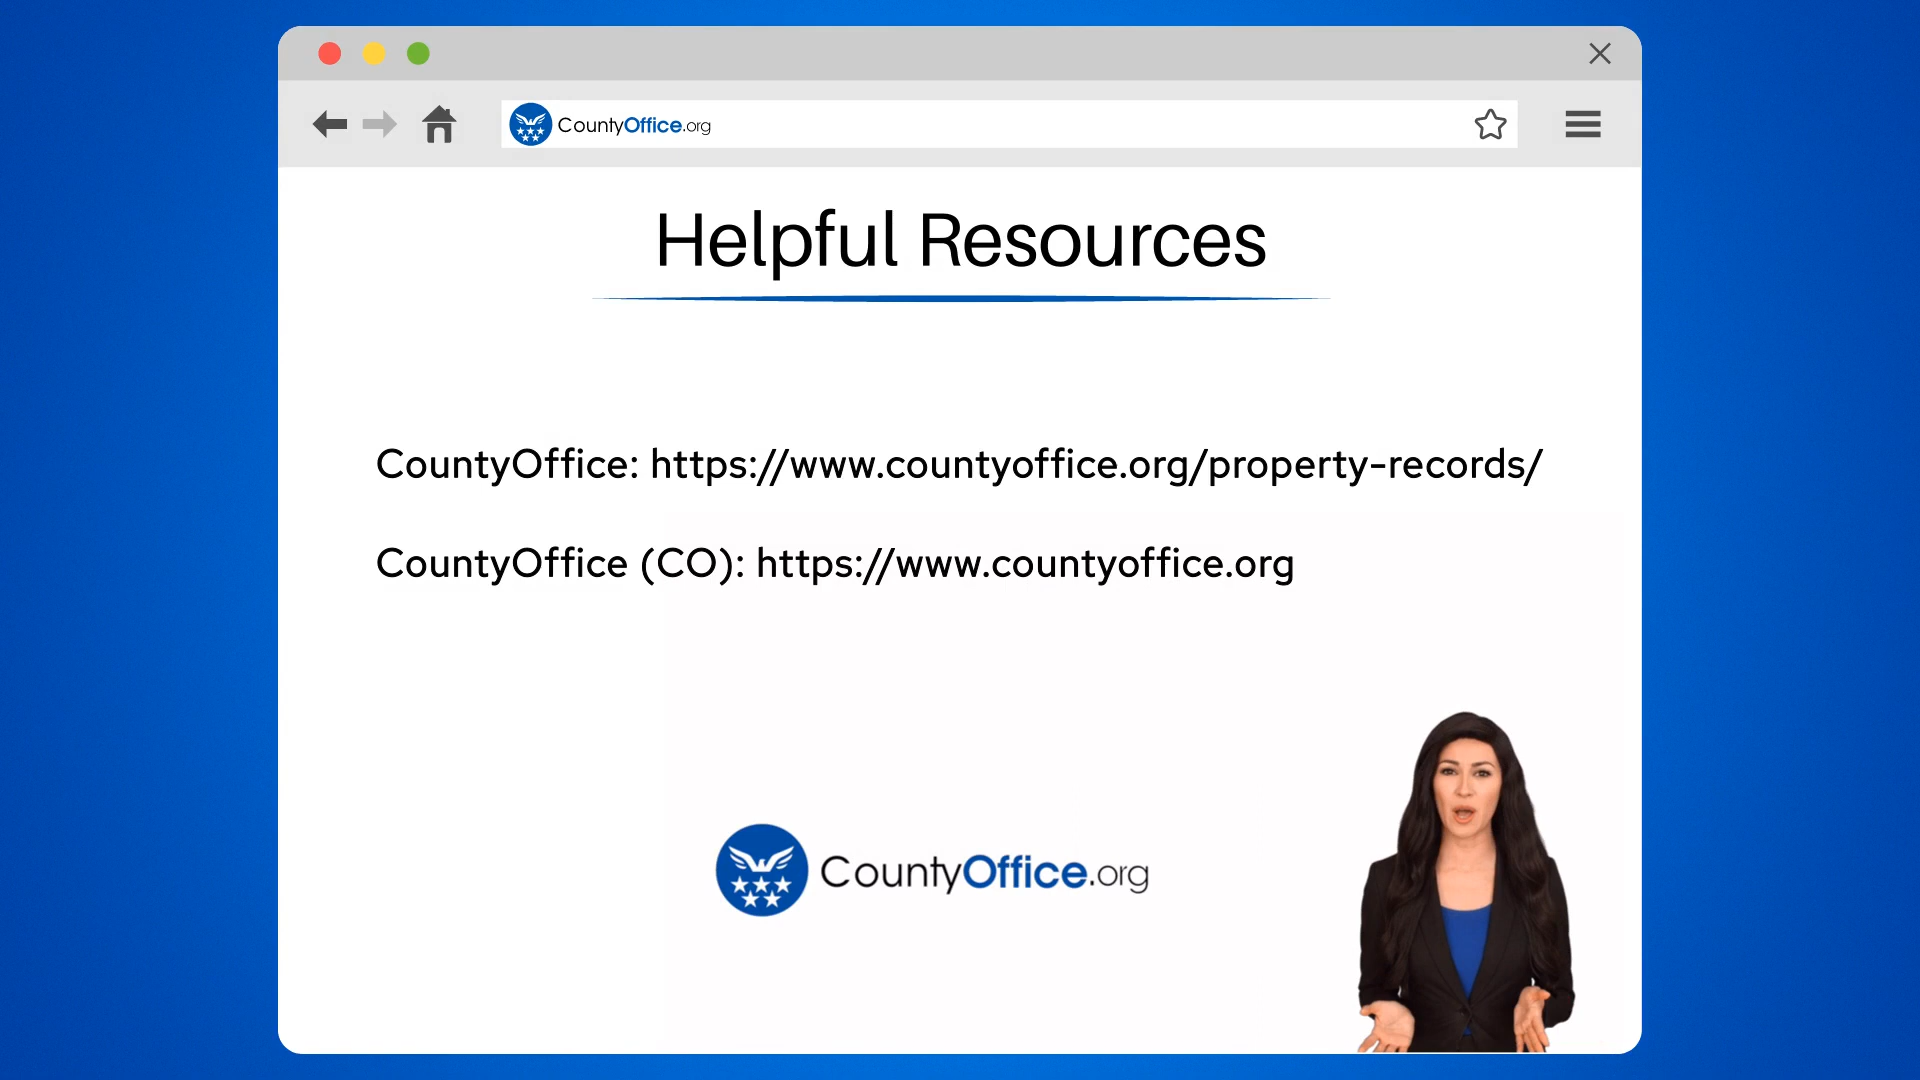 CountyOffice.org
Helpful Resources
CountyOffice: https://www.countyoffice.org/property-records/
CountyOffice (CO): https://www.countyoffice.org
CountyOffice.org